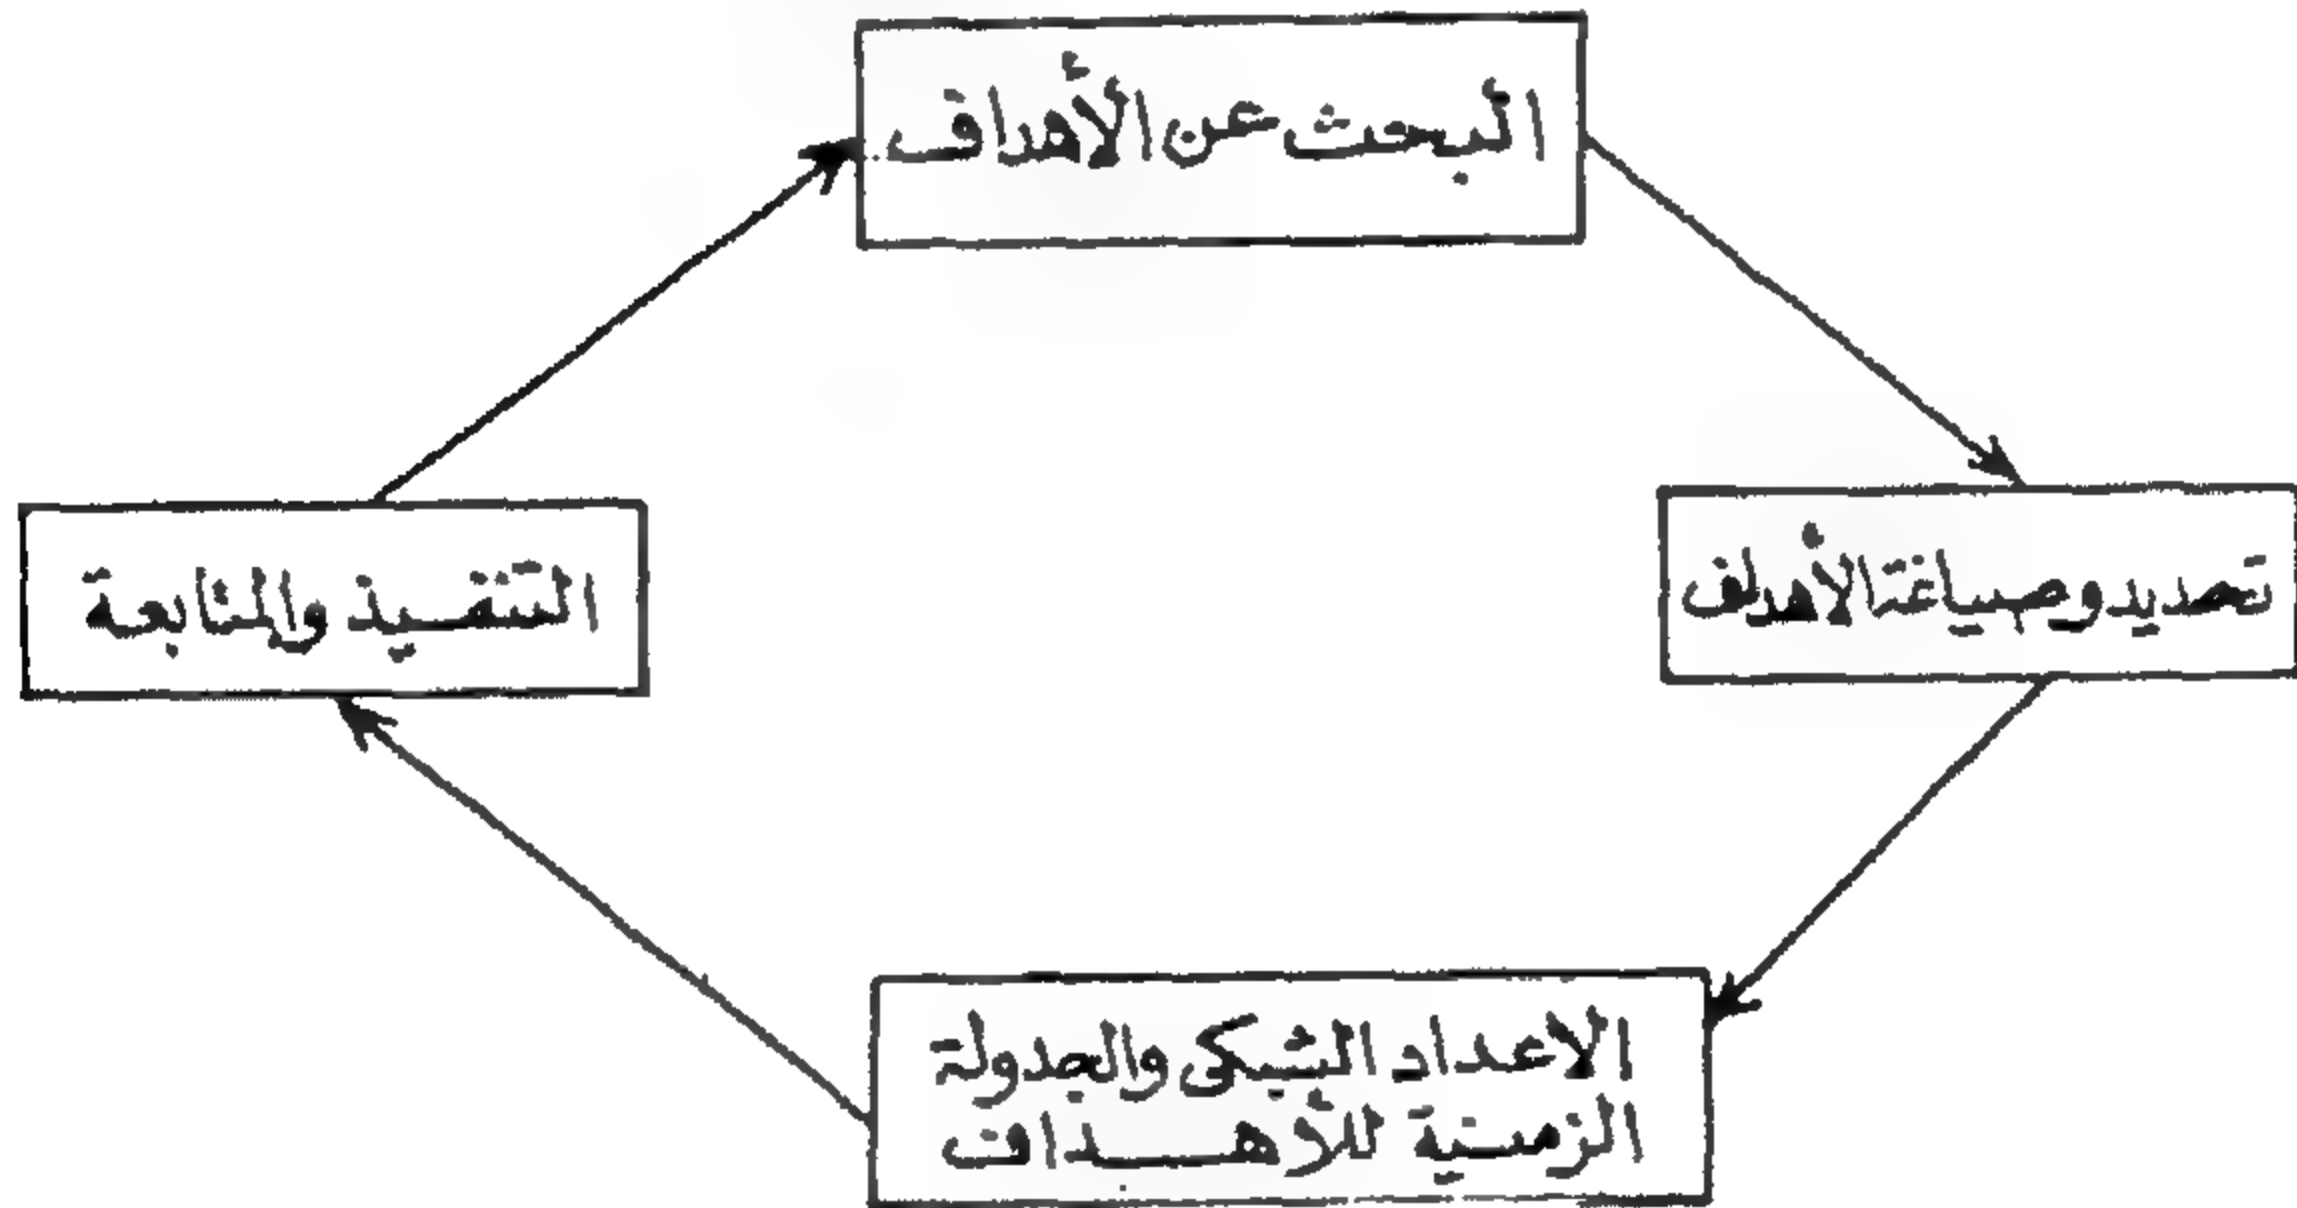 البحث عن الأهداف
تحديد وصياغة الأهداف
التنفيذ والمتابعة
الاعداد الشبكى والجدولة
الزمنية للأهداف